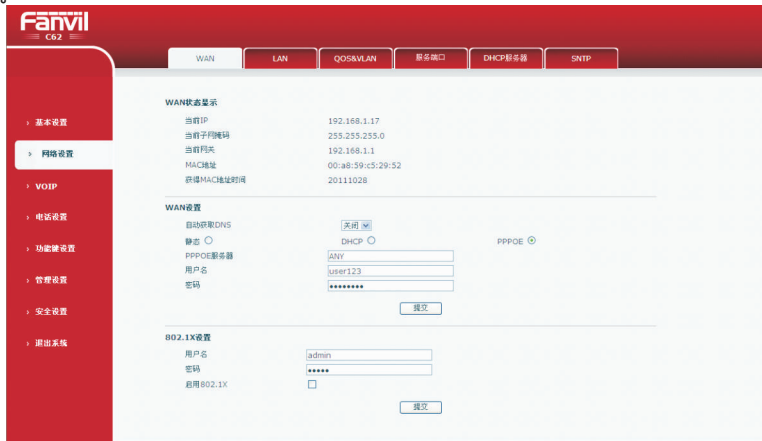 Fanvil
C62
WAN LAN QOS&VLAN 服务端口 DHCP服务器 SNTP
› 基本设置
› 网络设置
› VOIP
› 电话设置
› 功能键设置
› 管理设置
› 安全设置
› 退出系统
WAN状态显示
当前IP 192.168.1.17
当前子网掩码 255.255.255.0
当前网关 192.168.1.1
MAC地址 00:a8:59:c5:29:52
获得MAC地址时间 20111028
WAN设置
自动获取DNS 关闭
静态 DHCP PPPOE
PPPOE服务器 ANY
用户名 user123
密码 ••••••••
提交
802.1X设置
用户名 admin
密码 •••••
启用802.1X
提交